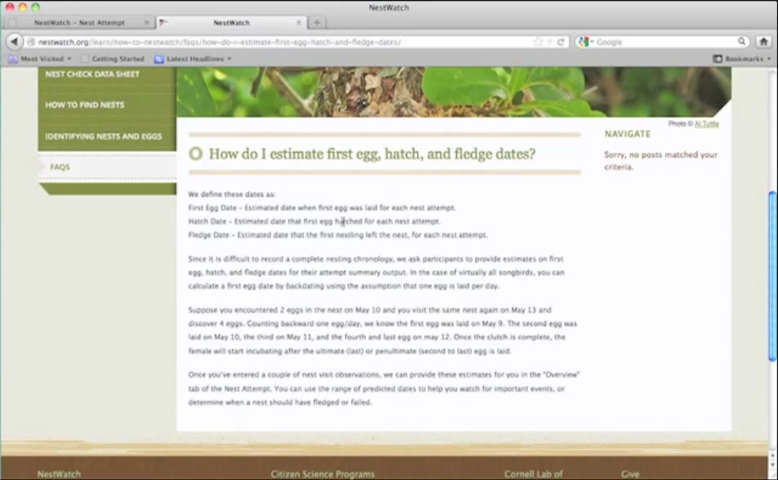 NestWatch
NestWatch – Nest Attempt
NestWatch
nestwatch.org/learn/how-to-nestwatch/faqs/how-do-i-estimate-first-egg-hatch-and-fledge-dates/
Google
Most Visited
Getting Started
Latest Headlines
Bookmarks
NEST CHECK DATA SHEET
HOW TO FIND NESTS
IDENTIFYING NESTS AND EGGS
FAQS
Photo © Al Tuttle
How do I estimate first egg, hatch, and fledge dates?
We define these dates as:
First Egg Date – Estimated date when first egg was laid for each nest attempt.
Hatch Date – Estimated date that first egg hatched for each nest attempt.
Fledge Date – Estimated date that the first nestling left the nest, for each nest attempt.
Since it is difficult to record a complete nesting chronology, we ask participants to provide estimates on first
egg, hatch, and fledge dates for their attempt summary output. In the case of virtually all songbirds, you can
calculate a first egg date by backdating using the assumption that one egg is laid per day.
Suppose you encountered 2 eggs in the nest on May 10 and you visit the same nest again on May 13 and
discover 4 eggs. Counting backward one egg/day, we know the first egg was laid on May 9. The second egg was
laid on May 10, the third on May 11, and the fourth and last egg on may 12. Once the clutch is complete, the
female will start incubating after the ultimate (last) or penultimate (second to last) egg is laid.
Once you've entered a couple of nest visit observations, we can provide these estimates for you in the "Overview"
tab of the Nest Attempt. You can use the range of predicted dates to help you watch for important events, or
determine when a nest should have fledged or failed.
NAVIGATE
Sorry, no posts matched your
criteria.
NestWatch
Citizen Science Programs
Cornell Lab of
Give